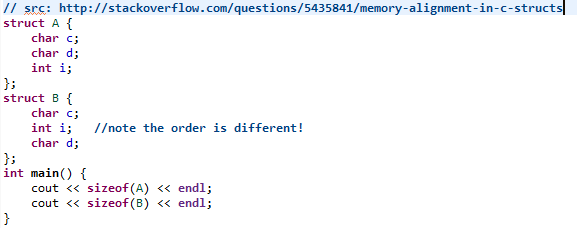 // src: http://stackoverflow.com/questions/5435841/memory-alignment-in-c-structs
struct A {
    char c;
    char d;
    int i;
};
struct B {
    char c;
    int i;   //note the order is different!
    char d;
};
int main() {
    cout << sizeof(A) << endl;
    cout << sizeof(B) << endl;
}